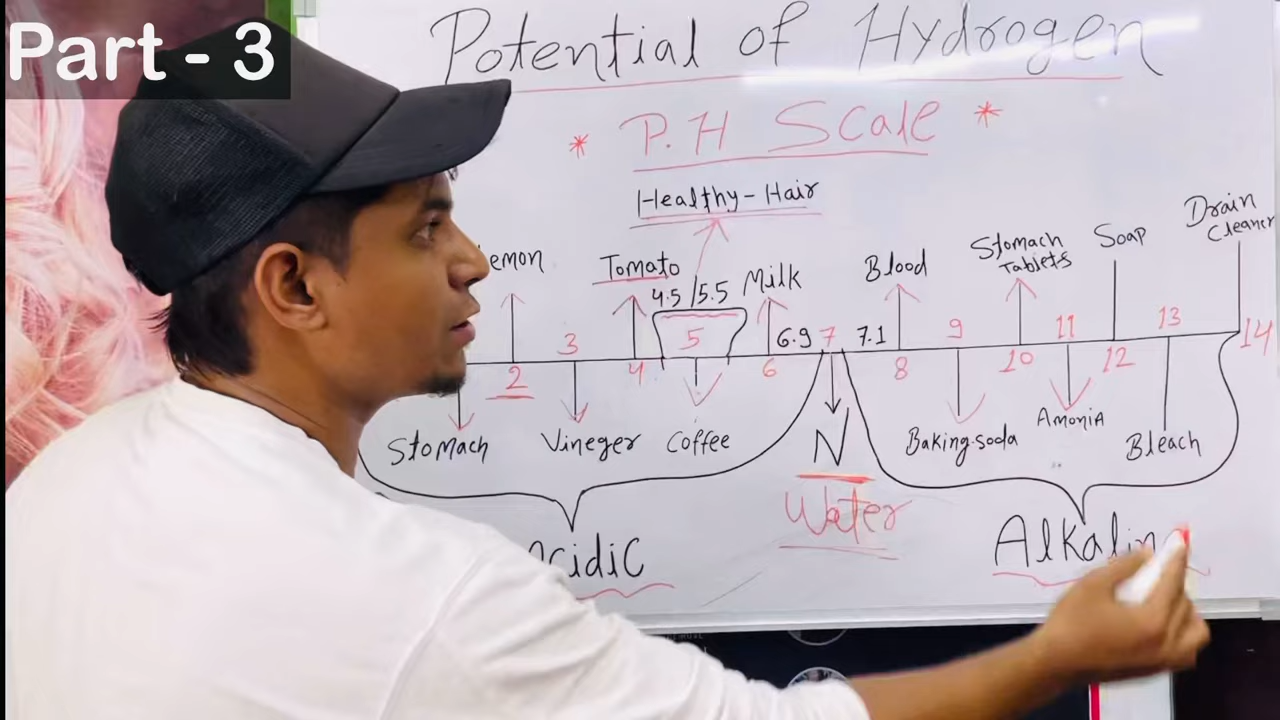 Part - 3
Potential of Hydrogen
* P.H Scale *
Healthy-Hair
Drain Cleaner
emon Tomato 4.5/5.5 Milk Blood Stomach Tablets Soap
3 5 6.9 7 7.1 9 11 13 14
2 4 6 8 10 12
Stomach Vineger Coffee N Baking-soda Amonia Bleach
Water
cidic Alkalin